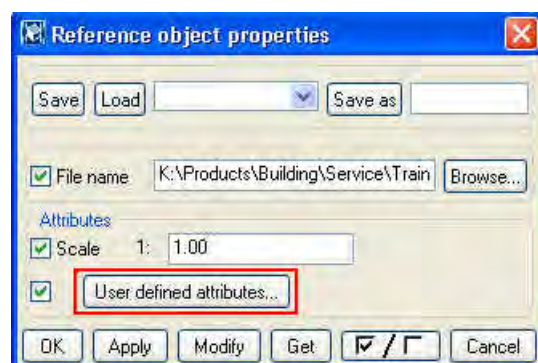 Reference object properties
Save Load Save as
File name K:\Products\Building\Service\Train Browse...
Attributes
Scale 1: 1.00
User defined attributes...
OK Apply Modify Get / Cancel